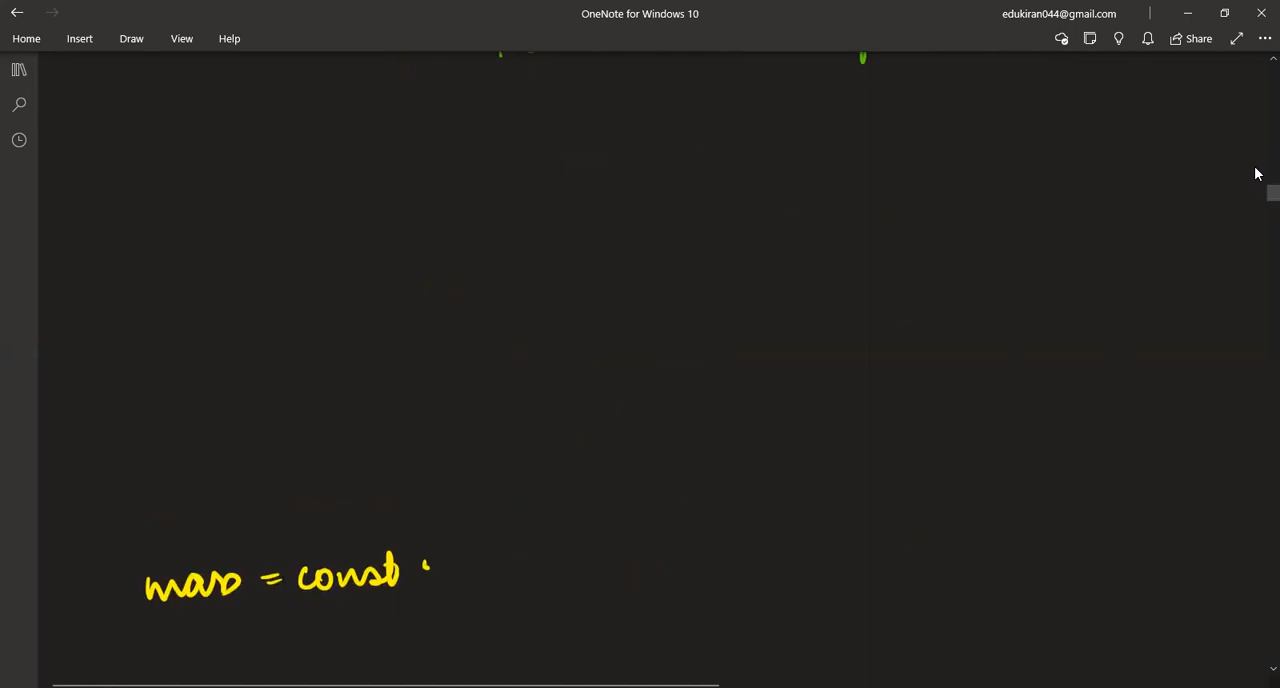 OneNote for Windows 10
edukiran044@gmail.com
Home Insert Draw View Help
Share
mass = const